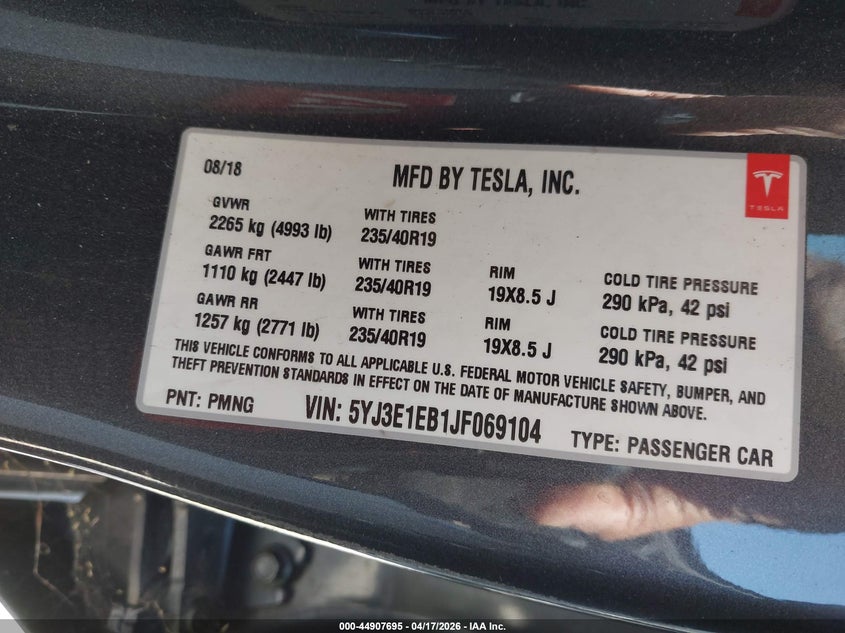 08/18
MFD BY TESLA, INC.
TESLA
GVWR
2265 kg (4993 lb)
WITH TIRES
235/40R19
GAWR FRT
1110 kg (2447 lb)
WITH TIRES
235/40R19
RIM
19X8.5 J
COLD TIRE PRESSURE
290 kPa, 42 psi
GAWR RR
1257 kg (2771 lb)
WITH TIRES
235/40R19
RIM
19X8.5 J
COLD TIRE PRESSURE
290 kPa, 42 psi
THIS VEHICLE CONFORMS TO ALL APPLICABLE U.S. FEDERAL MOTOR VEHICLE SAFETY, BUMPER, AND
THEFT PREVENTION STANDARDS IN EFFECT ON THE DATE OF MANUFACTURE SHOWN ABOVE.
PNT: PMNG
VIN: 5YJ3E1EB1JF069104
TYPE: PASSENGER CAR
000-44907695 - 04/17/2026 - IAA Inc.